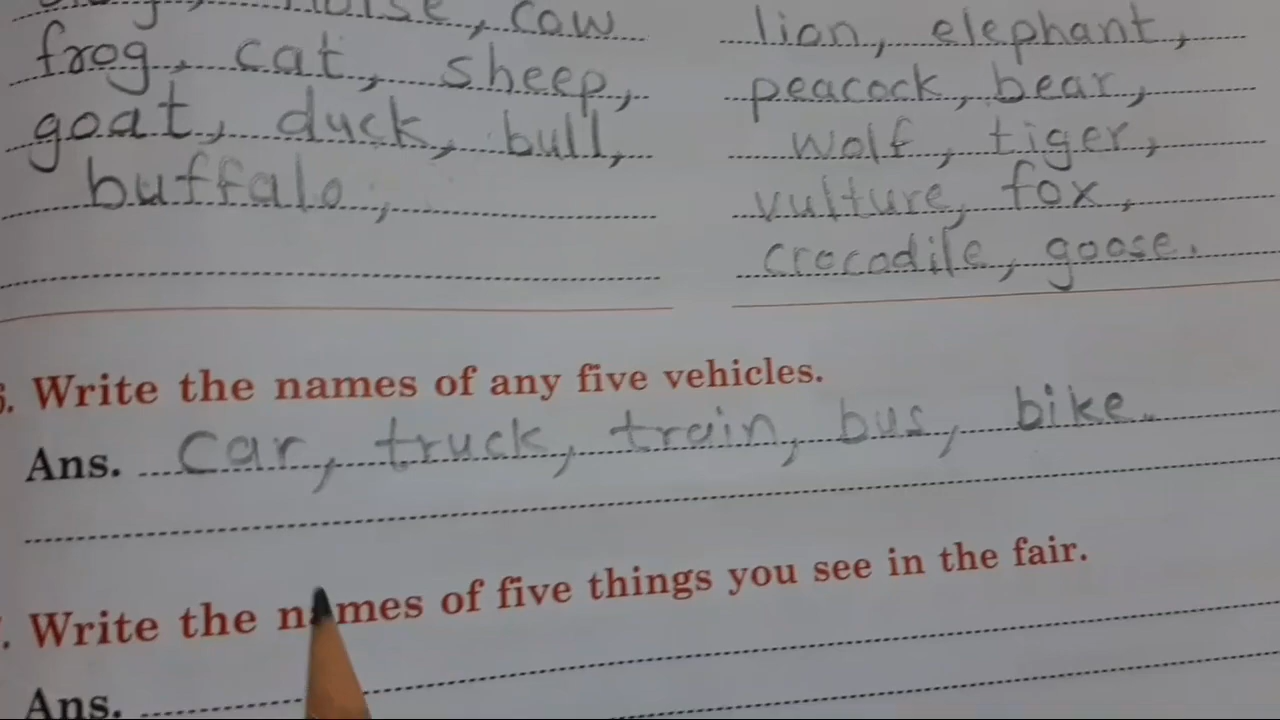 cow
frog, cat, sheep,
goat, duck, bull,
buffalo,
lion, elephant,
peacock, bear,
wolf, tiger,
vulture, fox,
crocodile, goose.
Write the names of any five vehicles.
Ans. car, truck, train, bus, bike.
Write the names of five things you see in the fair.
Ans.